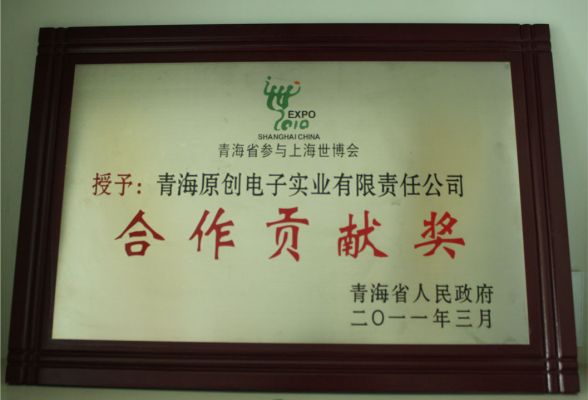 EXPO
2010
SHANGHAI CHINA
青海省参与上海世博会
授予：青海原创电子实业有限责任公司
合作贡献奖
青海省人民政府
二〇一一年三月